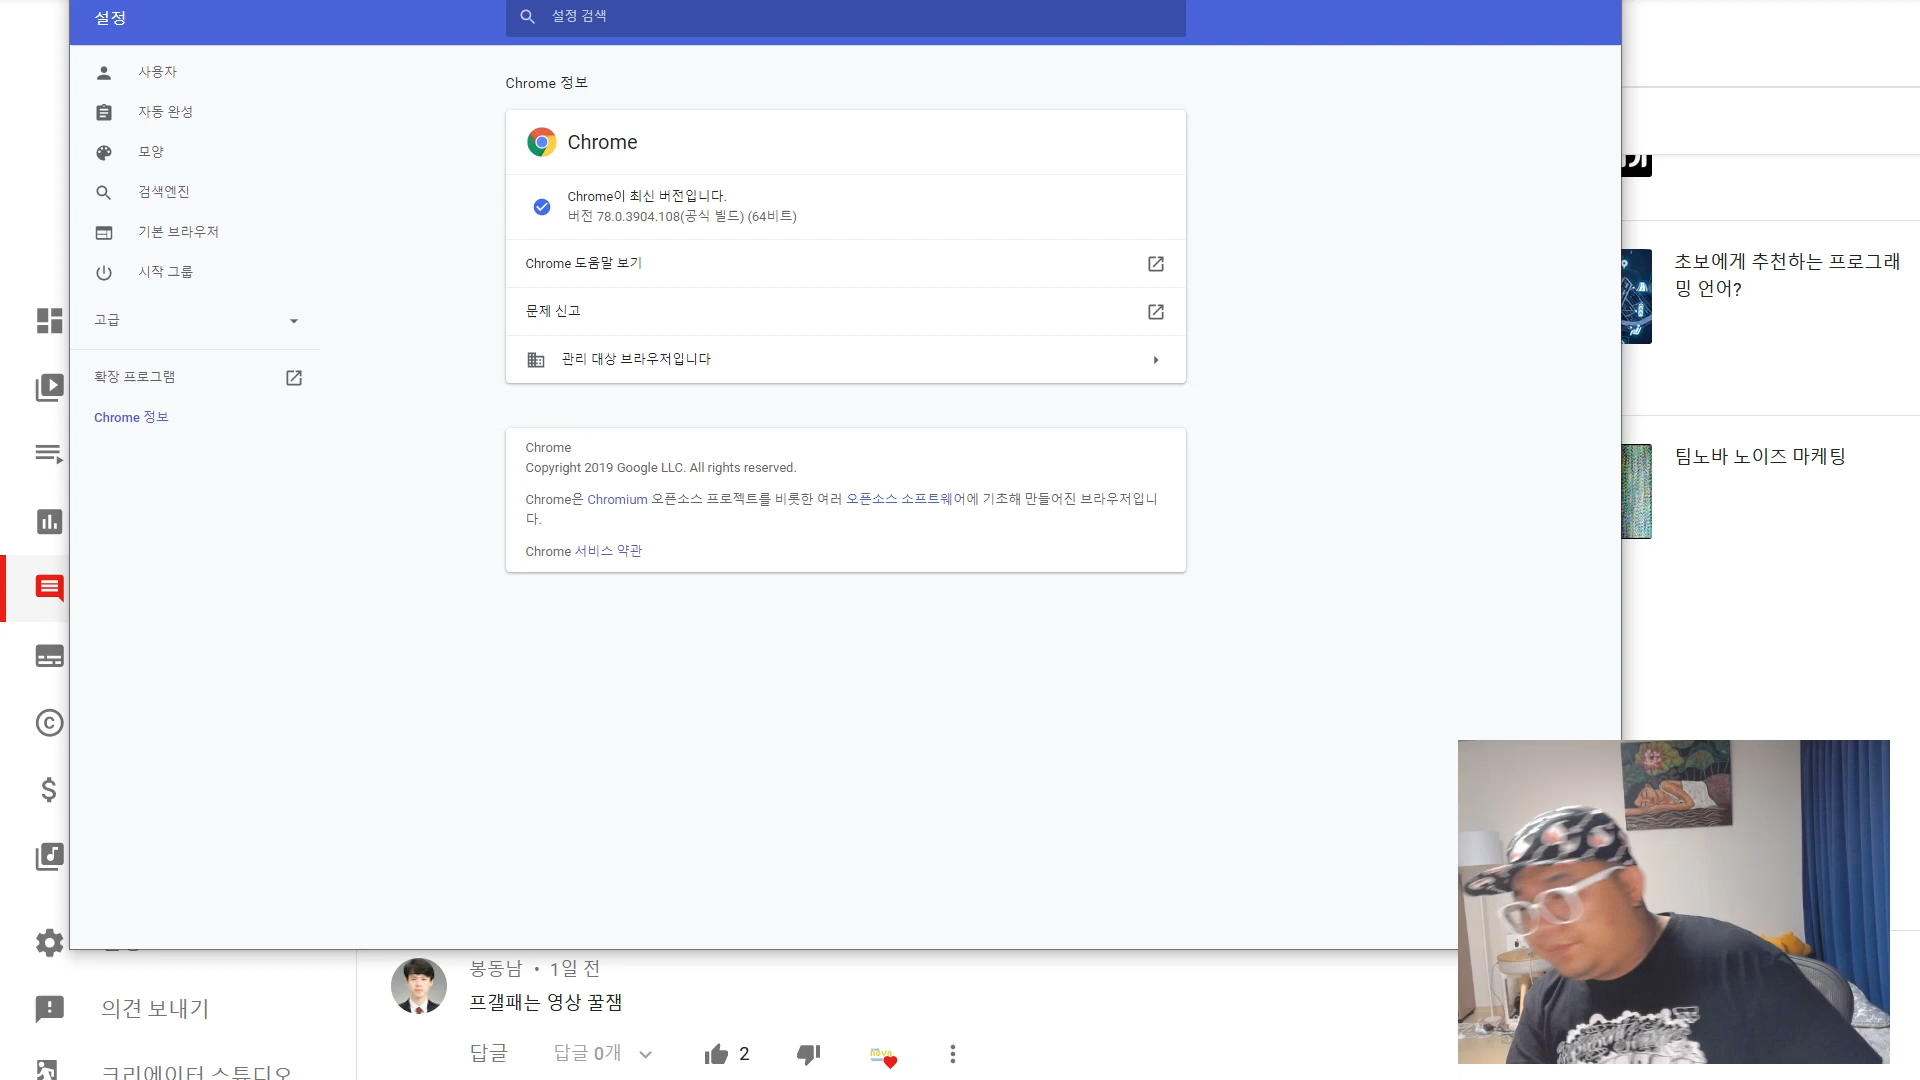 설정
설정 검색
사용자
자동 완성
모양
검색엔진
기본 브라우저
시작 그룹
고급
확장 프로그램
Chrome 정보
Chrome 정보
Chrome
Chrome이 최신 버전입니다.
버전 78.0.3904.108(공식 빌드) (64비트)
Chrome 도움말 보기
문제 신고
관리 대상 브라우저입니다
Chrome
Copyright 2019 Google LLC. All rights reserved.
Chrome은 Chromium 오픈소스 프로젝트를 비롯한 여러 오픈소스 소프트웨어에 기초해 만들어진 브라우저입니
다.
Chrome 서비스 약관
초보에게 추천하는 프로그래
밍 언어?
팀노바 노이즈 마케팅
의견 보내기
크리에이터 스튜디오
봉동남 • 1일 전
프갤패는 영상 꿀잼
답글 답글 0개 2
nova